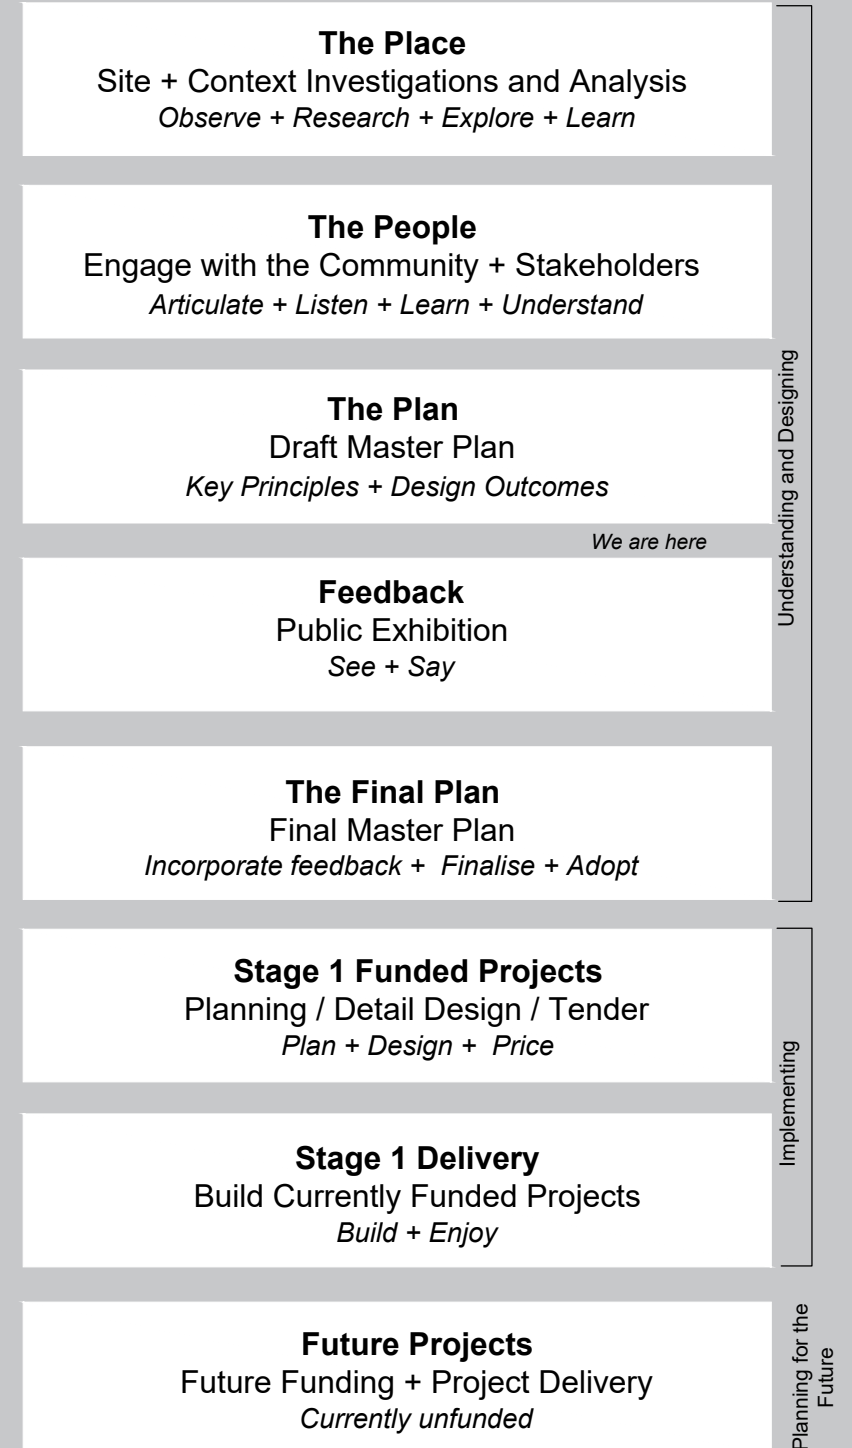 The Place
Site + Context Investigations and Analysis
Observe + Research + Explore + Learn
The People
Engage with the Community + Stakeholders
Articulate + Listen + Learn + Understand
The Plan
Draft Master Plan
Key Principles + Design Outcomes
We are here
Feedback
Public Exhibition
See + Say
The Final Plan
Final Master Plan
Incorporate feedback +  Finalise + Adopt
Understanding and Designing
Stage 1 Funded Projects
Planning / Detail Design / Tender
Plan + Design +  Price
Stage 1 Delivery
Build Currently Funded Projects
Build + Enjoy
Implementing
Future Projects
Future Funding + Project Delivery
Currently unfunded
Planning for the
Future